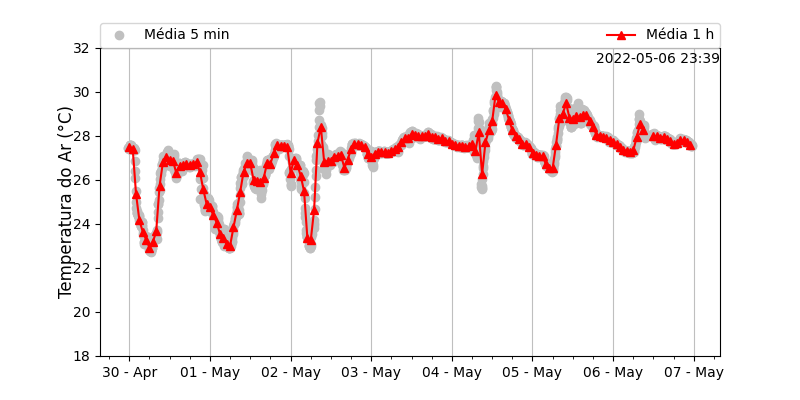 Média 5 min
Média 1 h
2022-05-06 23:39
Temperatura do Ar (°C)
32
30
28
26
24
22
20
18
30 - Apr
01 - May
02 - May
03 - May
04 - May
05 - May
06 - May
07 - May